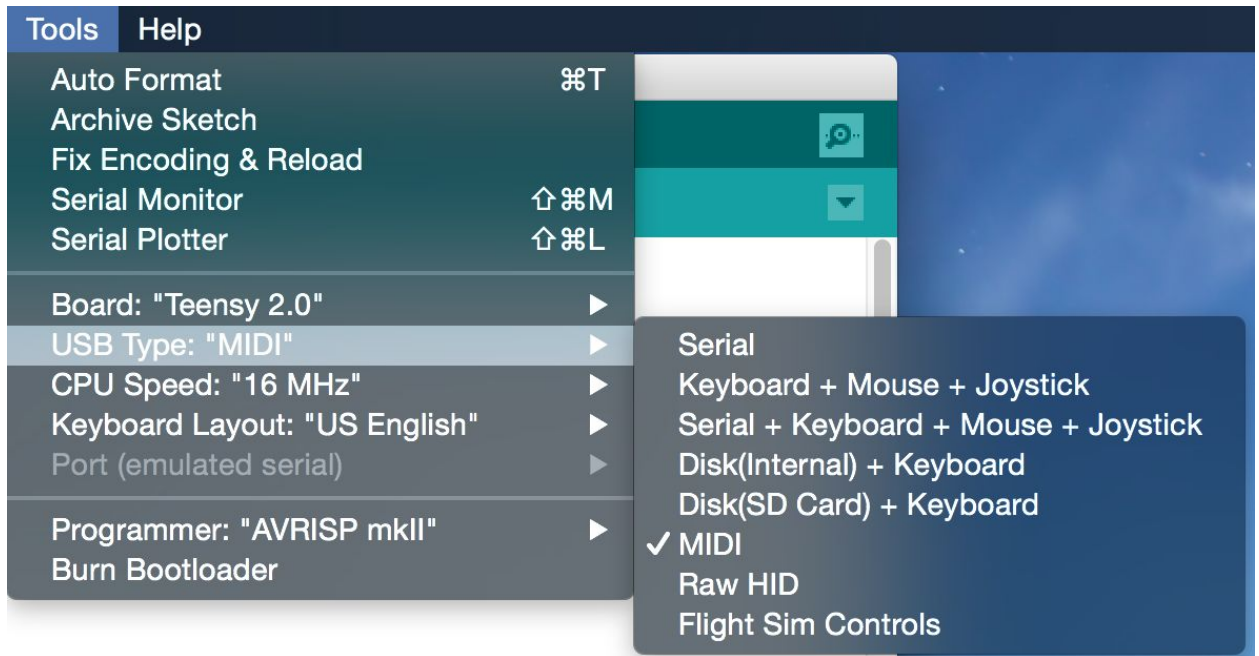 Tools Help
Auto Format ⌘T
Archive Sketch
Fix Encoding & Reload
Serial Monitor ⇧⌘M
Serial Plotter ⇧⌘L
Board: "Teensy 2.0"
USB Type: "MIDI"
CPU Speed: "16 MHz"
Keyboard Layout: "US English"
Port (emulated serial)
Programmer: "AVRISP mkII"
Burn Bootloader
Serial
Keyboard + Mouse + Joystick
Serial + Keyboard + Mouse + Joystick
Disk(Internal) + Keyboard
Disk(SD Card) + Keyboard
✓ MIDI
Raw HID
Flight Sim Controls